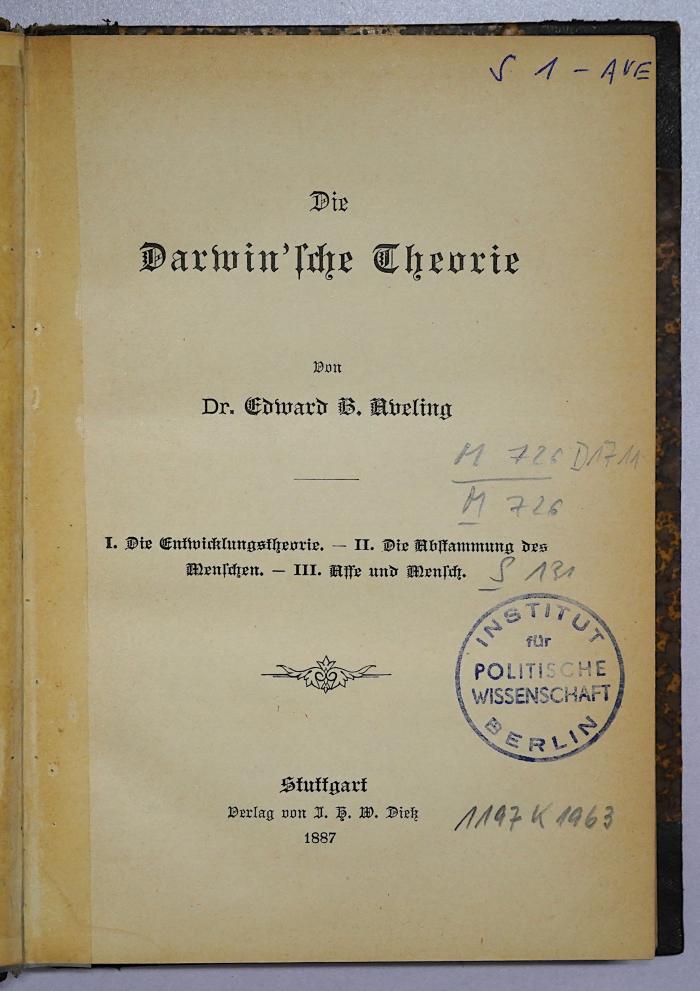 S 1 - AVE
Die
Darwin'sche Theorie
Von
Dr. Edward B. Aveling
M 726 D1711
M 726
I. Die Entwicklungstheorie. — II. Die Abstammung des
Menschen. — III. Affe und Mensch.
S 131
INSTITUT
für
POLITISCHE
WISSENSCHAFT
BERLIN
Stuttgart
Verlag von J. H. W. Dietz
1887
1197 K 1963